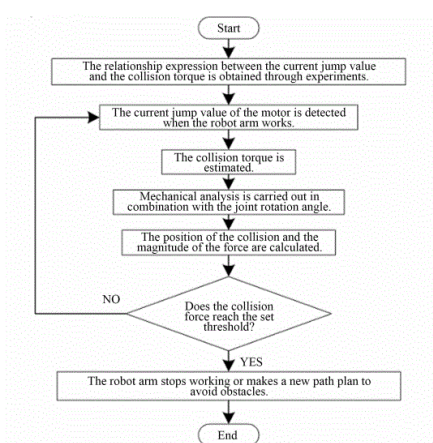 Start
The relationship expression between the current jump value
and the collision torque is obtained through experiments.
The current jump value of the motor is detected
when the robot arm works.
The collision torque is
estimated.
Mechanical analysis is carried out in
combination with the joint rotation angle.
The position of the collision and the
magnitude of the force are calculated.
NO
Does the collision
force reach the set
threshold?
YES
The robot arm stops working or makes a new path plan to
avoid obstacles.
End